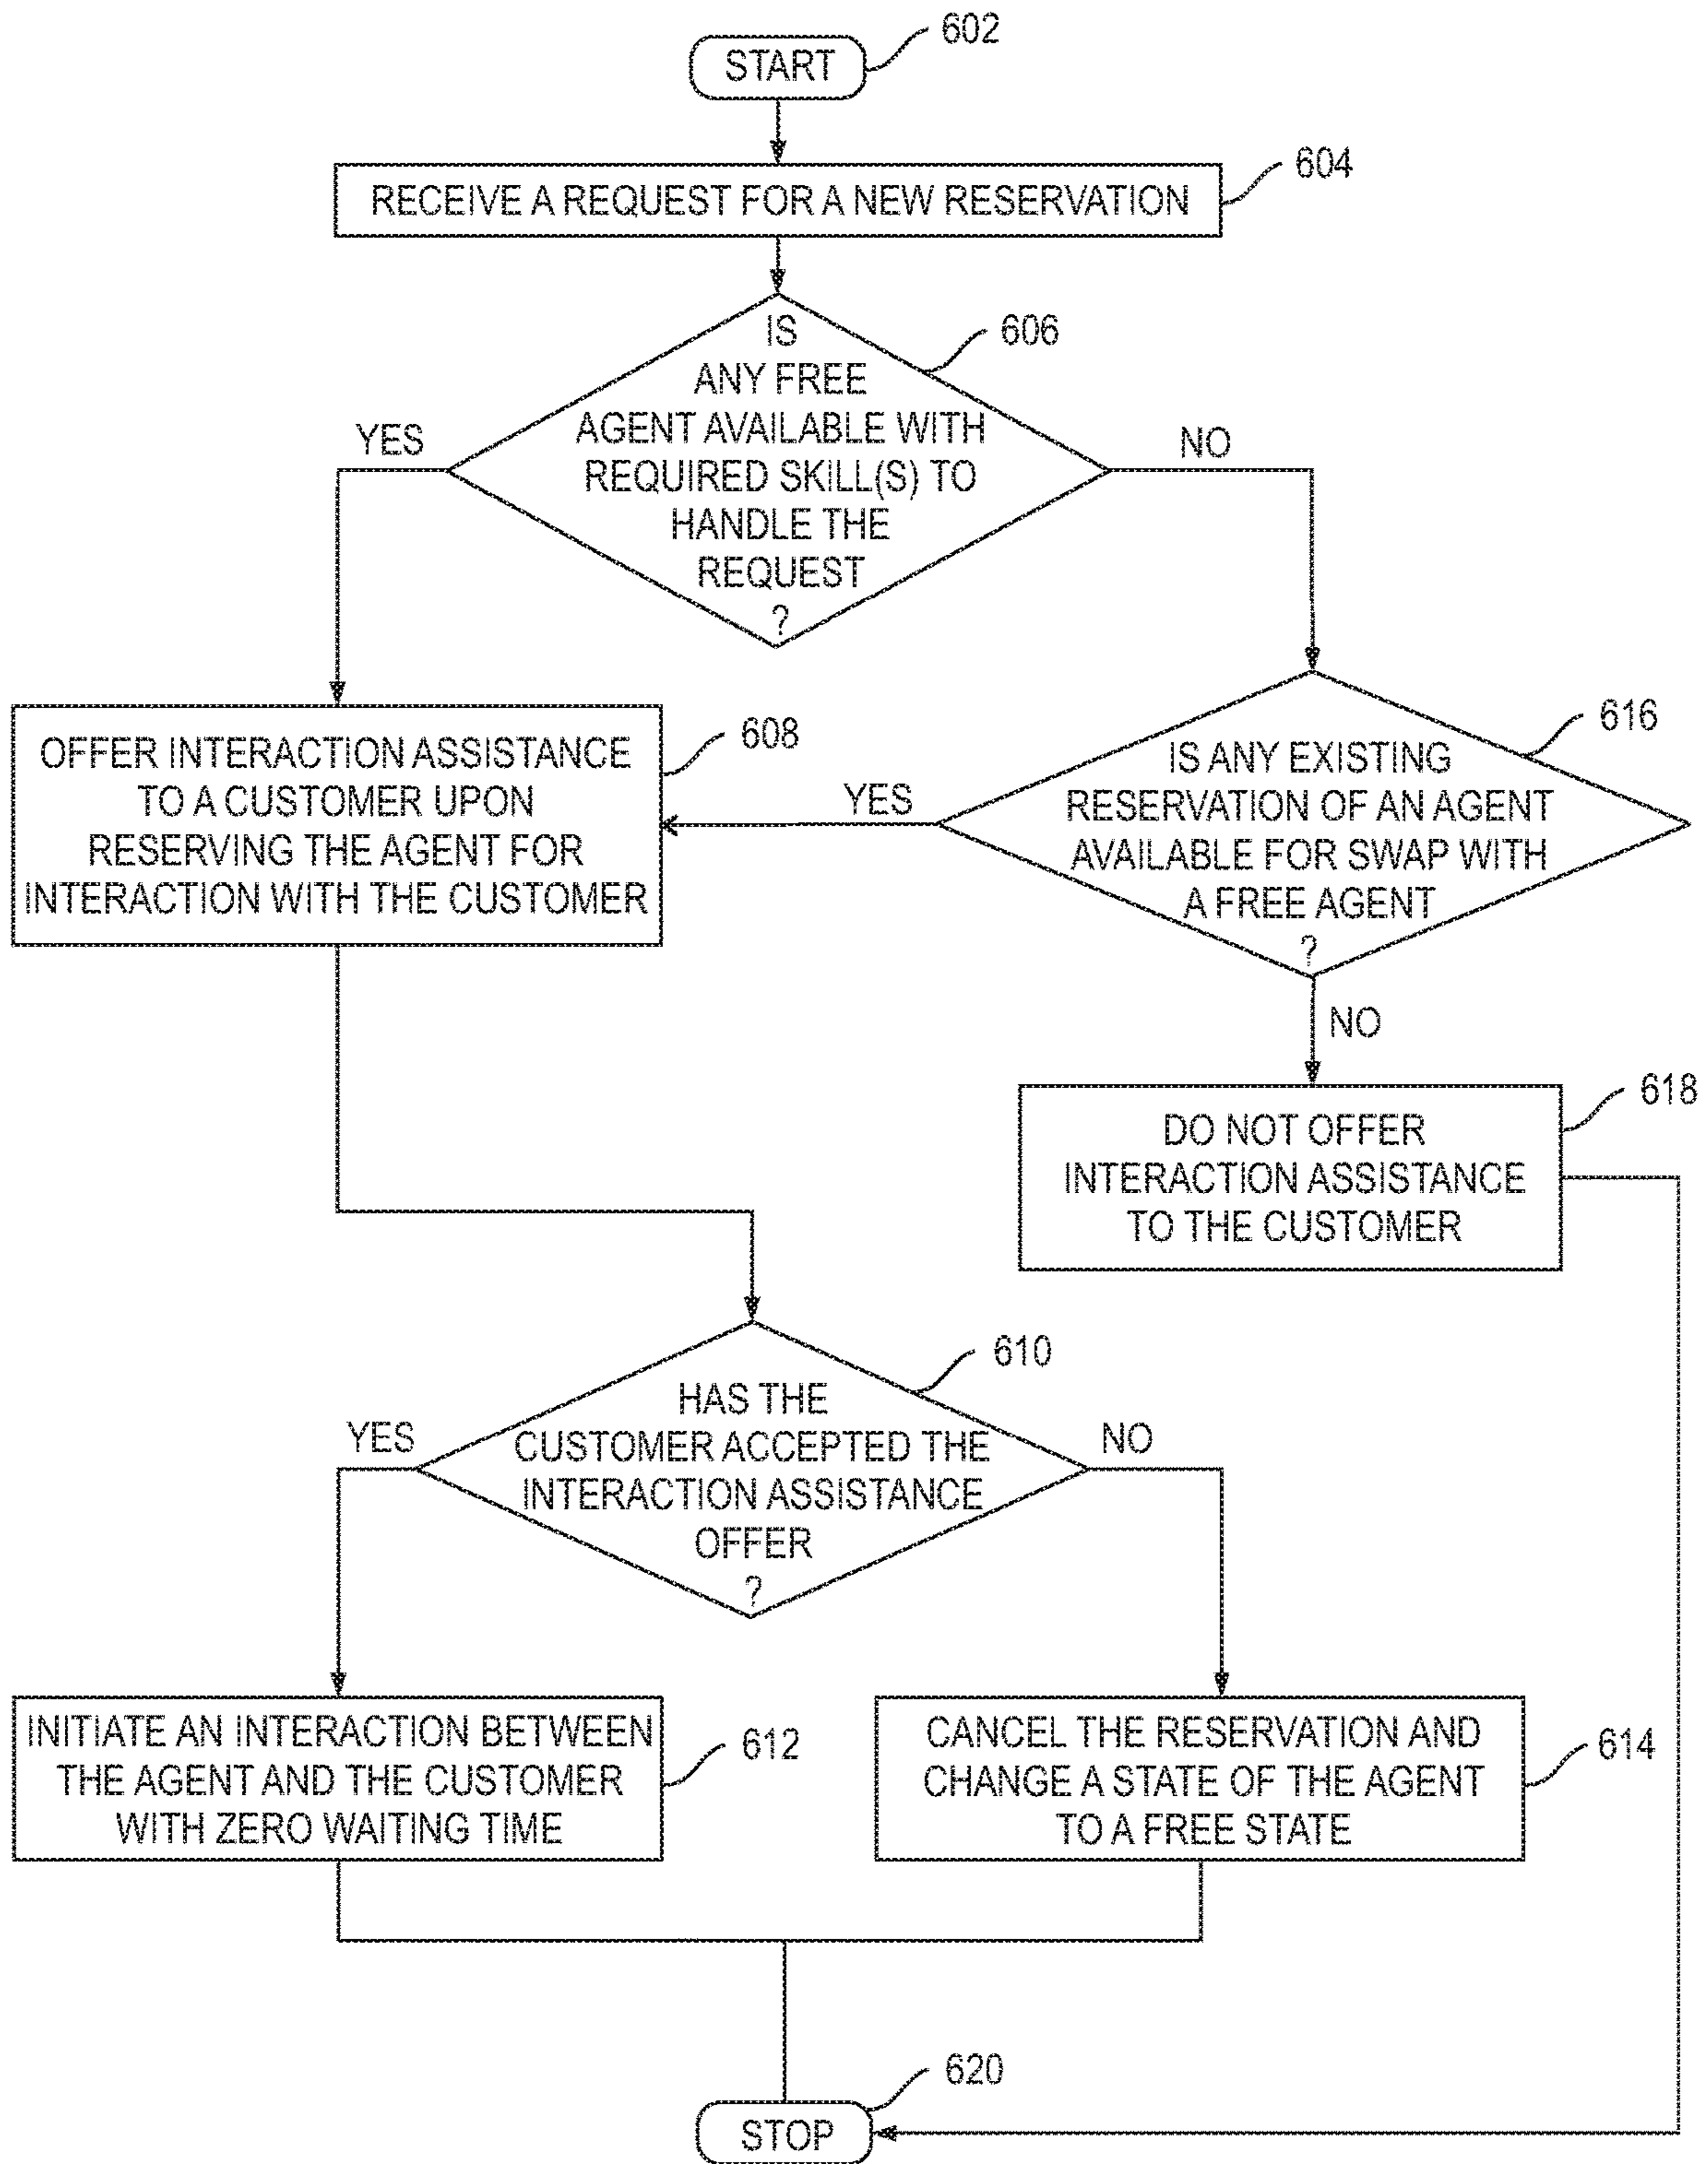 602
START
604
RECEIVE A REQUEST FOR A NEW RESERVATION
606
IS
ANY FREE
AGENT AVAILABLE WITH
REQUIRED SKILL(S) TO
HANDLE THE
REQUEST
?
YES
NO
608
OFFER INTERACTION ASSISTANCE
TO A CUSTOMER UPON
RESERVING THE AGENT FOR
INTERACTION WITH THE CUSTOMER
616
IS ANY EXISTING
RESERVATION OF AN AGENT
AVAILABLE FOR SWAP WITH
A FREE AGENT
?
YES
NO
618
DO NOT OFFER
INTERACTION ASSISTANCE
TO THE CUSTOMER
610
HAS THE
CUSTOMER ACCEPTED THE
INTERACTION ASSISTANCE
OFFER
?
YES
NO
INITIATE AN INTERACTION BETWEEN
THE AGENT AND THE CUSTOMER
WITH ZERO WAITING TIME
612
CANCEL THE RESERVATION AND
CHANGE A STATE OF THE AGENT
TO A FREE STATE
614
620
STOP